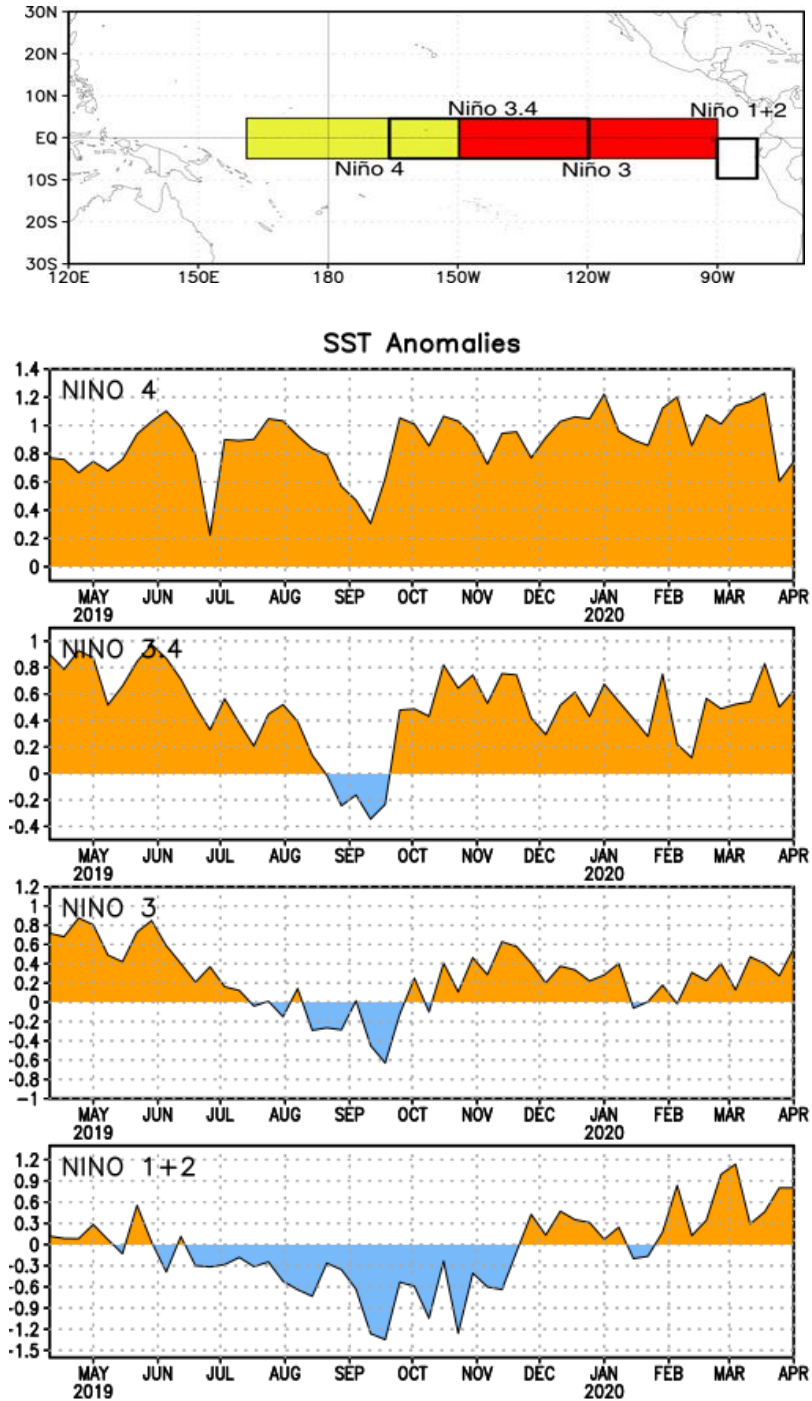 30N
20N
10N
EQ
10S
20S
30S
Niño 3.4
Niño 1+2
Niño 4
Niño 3
120E 150E 180 150W 120W 90W
SST Anomalies
NINO 4
1.4
1.2
1
0.8
0.6
0.4
0.2
0
MAY JUN JUL AUG SEP OCT NOV DEC JAN FEB MAR APR
2019 2020
NINO 3.4
1
0.8
0.6
0.4
0.2
0
-0.2
-0.4
MAY JUN JUL AUG SEP OCT NOV DEC JAN FEB MAR APR
2019 2020
NINO 3
1.2
1
0.8
0.6
0.4
0.2
0
-0.2
-0.4
-0.6
-0.8
-1
MAY JUN JUL AUG SEP OCT NOV DEC JAN FEB MAR APR
2019 2020
NINO 1+2
1.2
0.9
0.6
0.3
0
-0.3
-0.6
-0.9
-1.2
-1.5
MAY JUN JUL AUG SEP OCT NOV DEC JAN FEB MAR APR
2019 2020